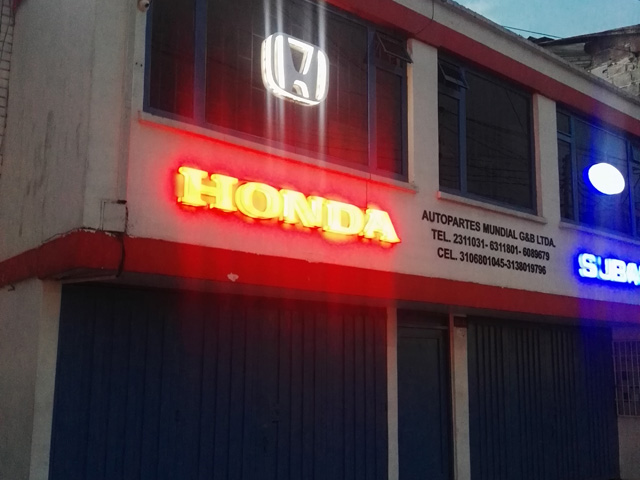 HONDA
AUTOPARTES MUNDIAL G&B LTDA.
TEL. 2311031- 6311801- 6089679
CEL. 3106801045-3138019796